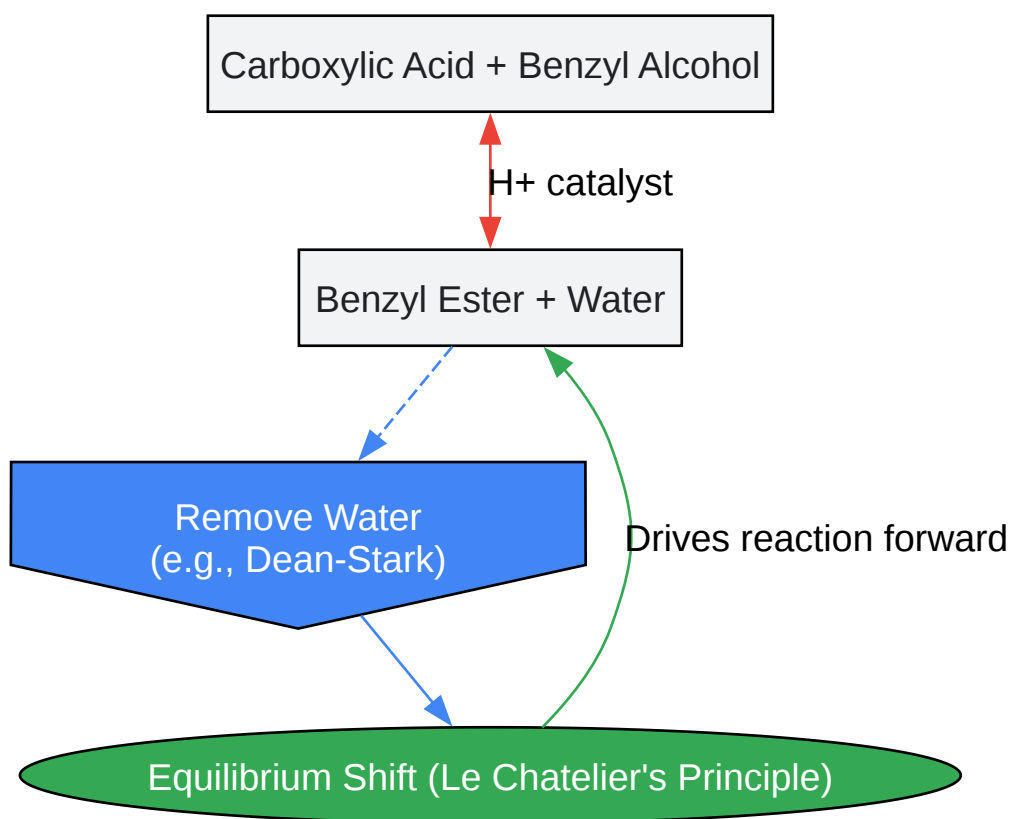 Carboxylic Acid + Benzyl Alcohol
H+ catalyst
Benzyl Ester + Water
Remove Water
(e.g., Dean-Stark)
Drives reaction forward
Equilibrium Shift (Le Chatelier's Principle)